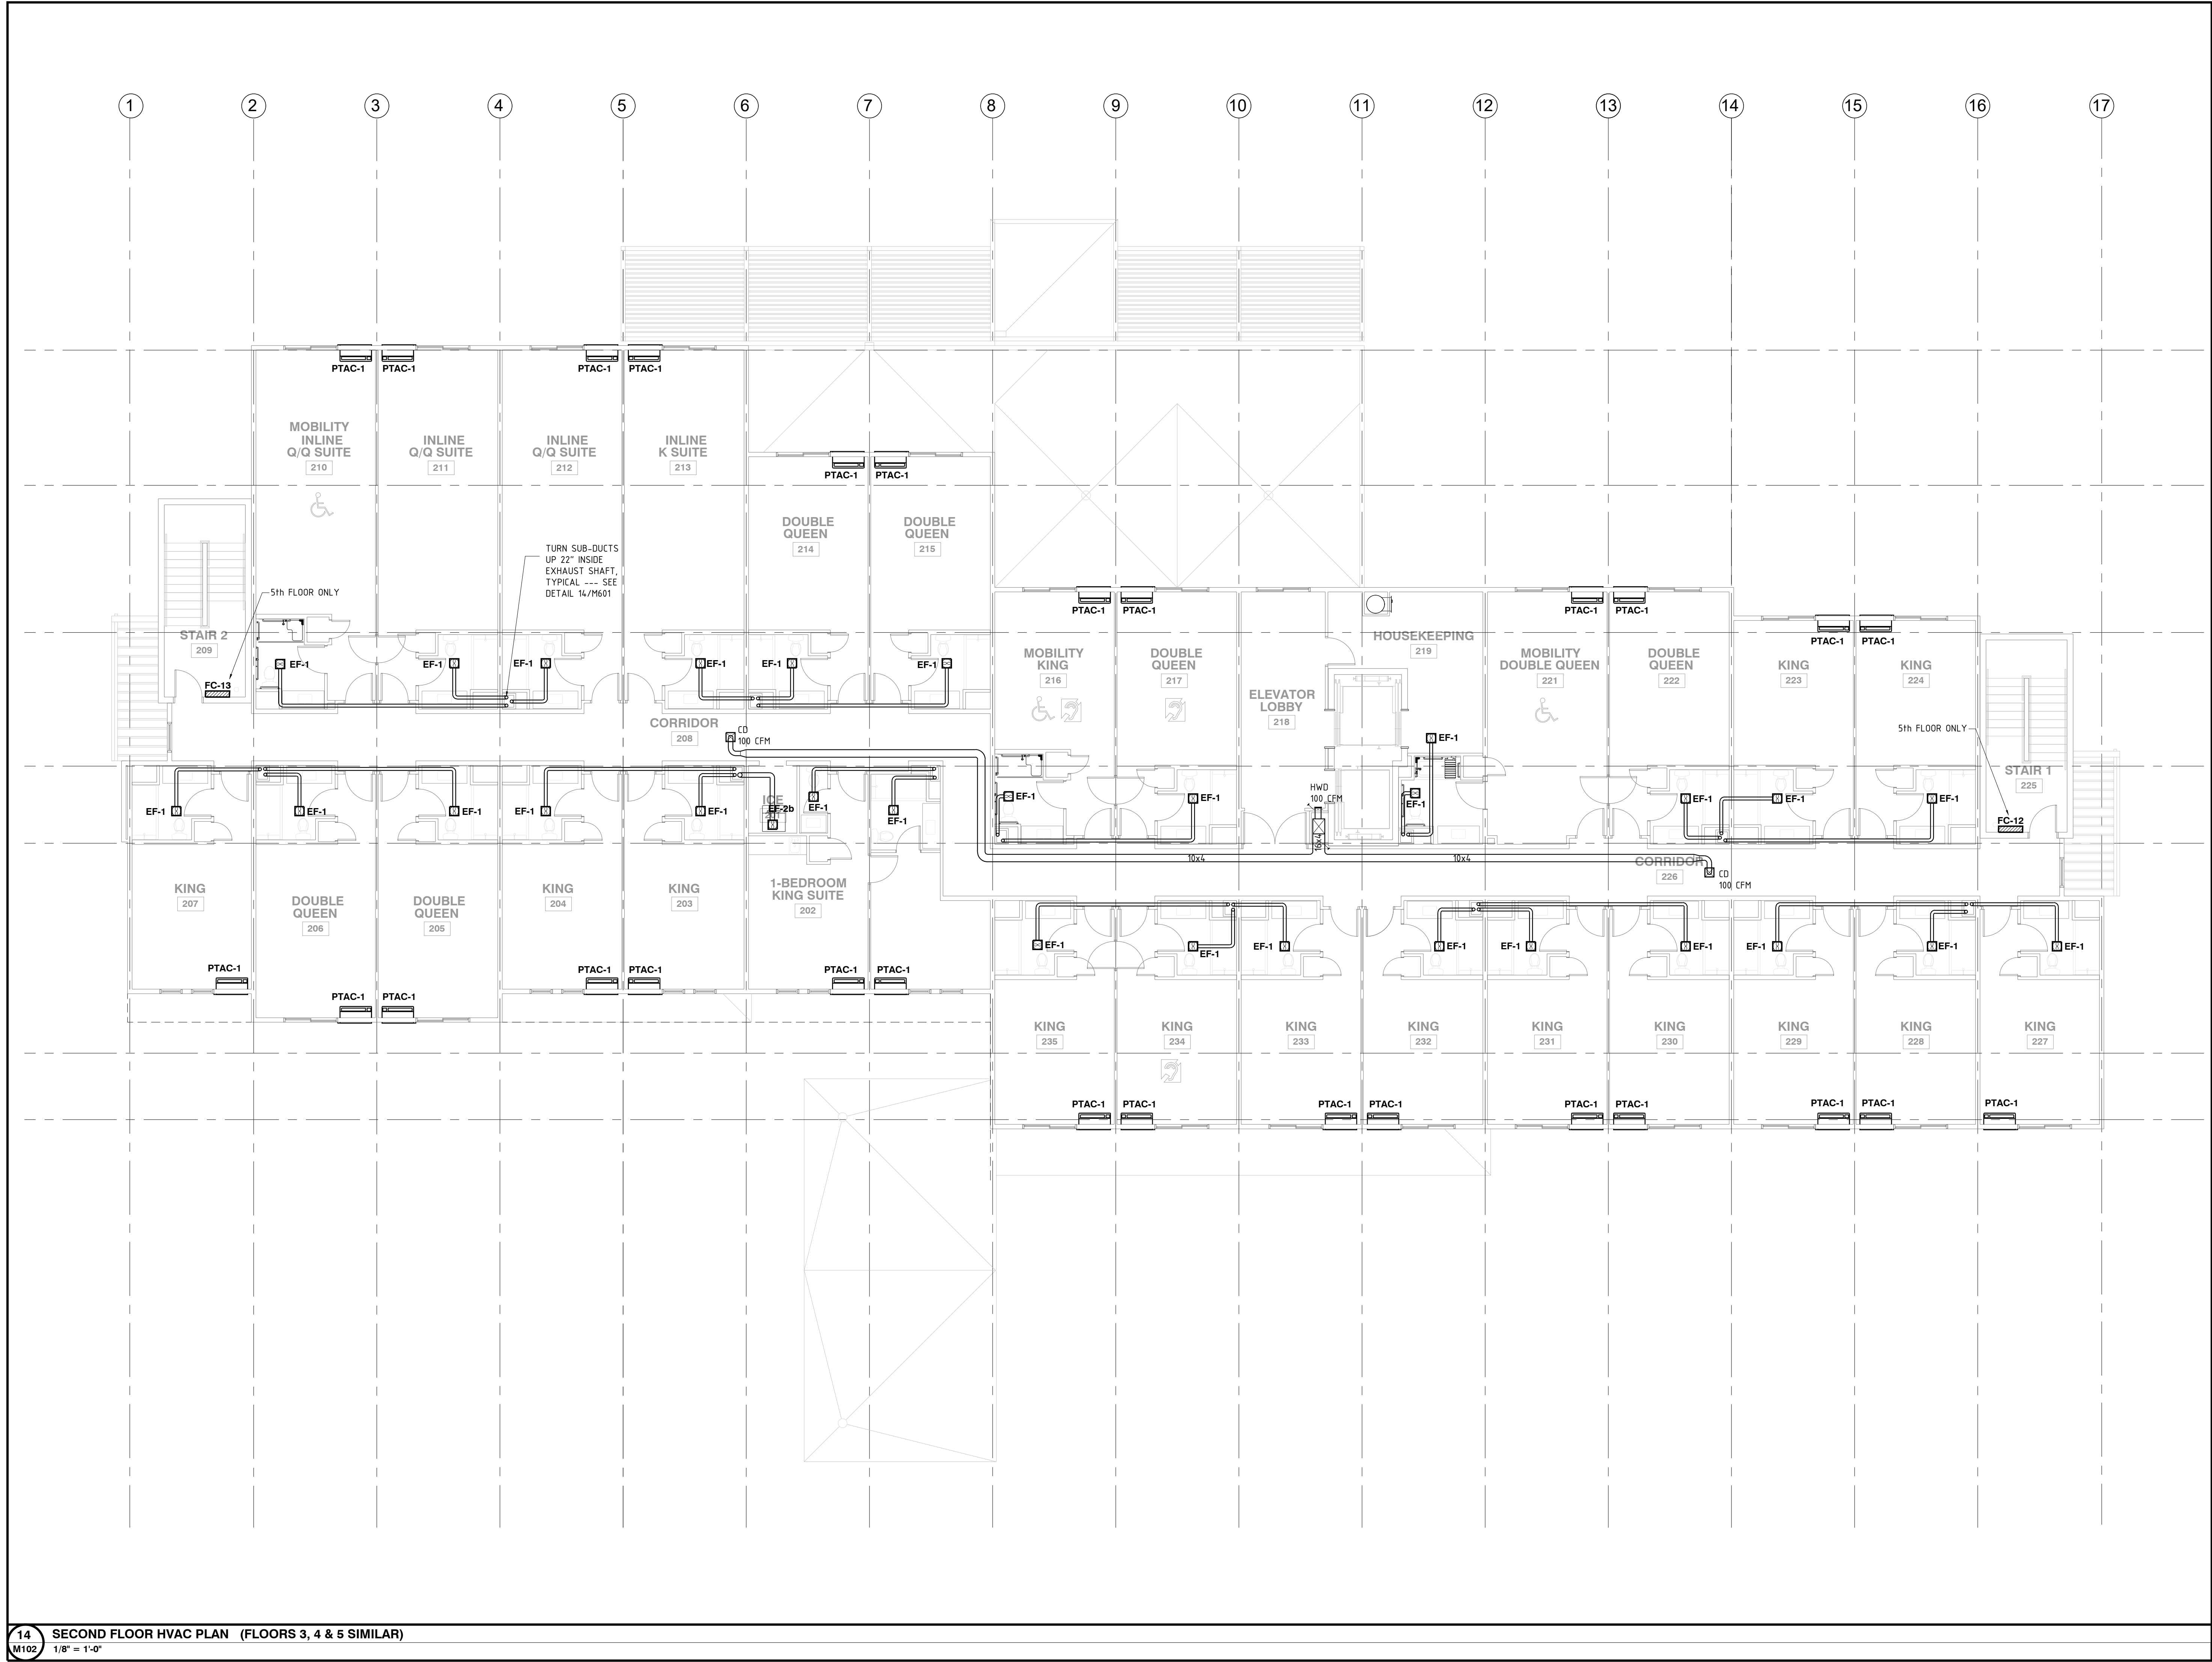 1
2
3
4
5
6
7
8
9
10
11
12
13
14
15
16
17
PTAC-1
PTAC-1
PTAC-1
PTAC-1
MOBILITY
INLINE
Q/Q SUITE
210
INLINE
Q/Q SUITE
211
INLINE
Q/Q SUITE
212
INLINE
K SUITE
213
PTAC-1
PTAC-1
DOUBLE
QUEEN
214
DOUBLE
QUEEN
215
TURN SUB-DUCTS
UP 22" INSIDE
EXHAUST SHAFT,
TYPICAL --- SEE
DETAIL 14/M601
5th FLOOR ONLY
STAIR 2
209
FC-13
EF-1
EF-1
EF-1
EF-1
EF-1
EF-1
PTAC-1
PTAC-1
PTAC-1
PTAC-1
PTAC-1
PTAC-1
MOBILITY
KING
216
DOUBLE
QUEEN
217
ELEVATOR
LOBBY
218
HOUSEKEEPING
219
MOBILITY
DOUBLE QUEEN
221
DOUBLE
QUEEN
222
KING
223
KING
224
CORRIDOR
208
CD
100 CFM
EF-1
5th FLOOR ONLY
STAIR 1
225
FC-12
EF-1
EF-1
EF-1
EF-1
EF-1
EF-2b
EF-1
EF-1
ICE
EF-1
EF-1
HWD
100 CFM
16x4
EF-1
EF-1
EF-1
EF-1
10x4
10x4
CORRIDOR
226
CD
100 CFM
KING
207
DOUBLE
QUEEN
206
DOUBLE
QUEEN
205
KING
204
KING
203
1-BEDROOM
KING SUITE
202
EF-1
EF-1
EF-1
EF-1
EF-1
EF-1
EF-1
EF-1
EF-1
PTAC-1
PTAC-1
PTAC-1
PTAC-1
PTAC-1
PTAC-1
PTAC-1
PTAC-1
KING
235
KING
234
KING
233
KING
232
KING
231
KING
230
KING
229
KING
228
KING
227
PTAC-1
PTAC-1
PTAC-1
PTAC-1
PTAC-1
PTAC-1
PTAC-1
PTAC-1
PTAC-1
14
M102
SECOND FLOOR HVAC PLAN (FLOORS 3, 4 & 5 SIMILAR)
1/8" = 1'-0"